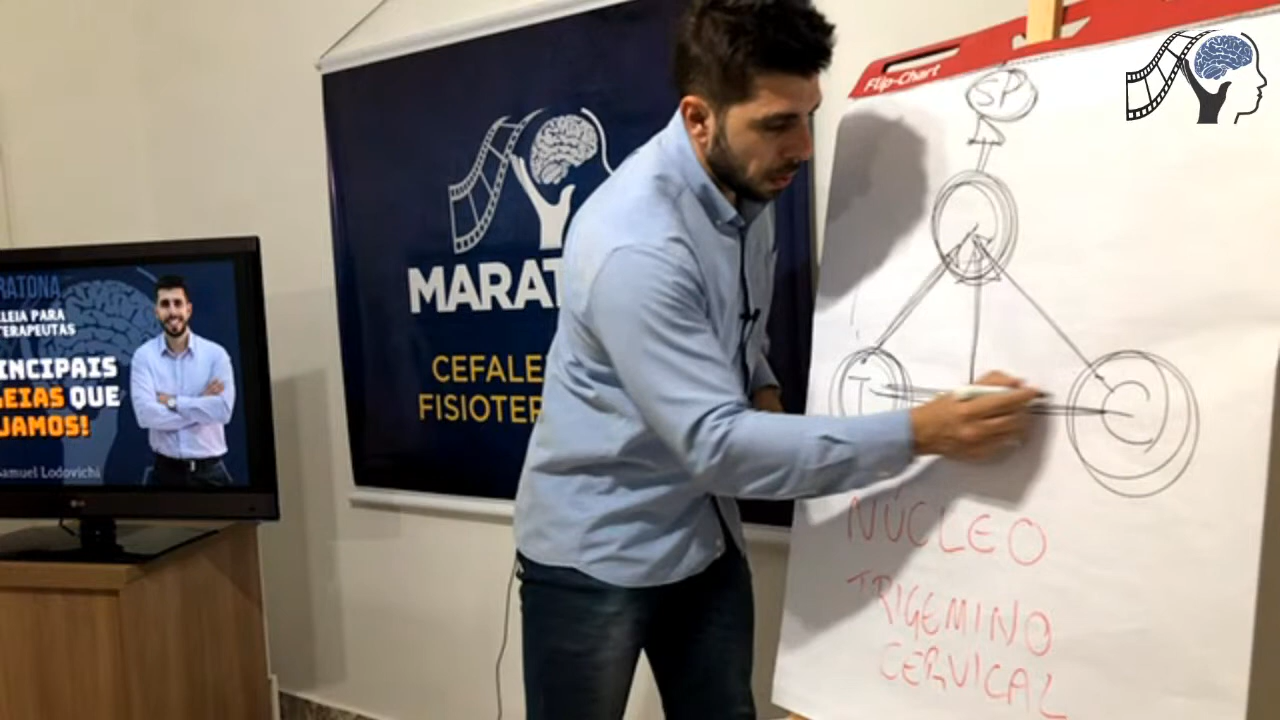 RATONA
LEIA PARA
TERAPEUTAS
INCIPAIS
EIAS QUE
JAMOS!
Samuel Lodovichi
LG
MARAT
CEFALE
FISIOTER
Flip-Chart
SP
T
C
NÚCLEO
TRIGEMINO
CERVICAL